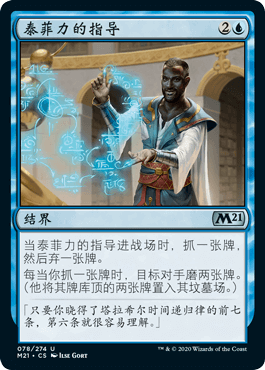 泰菲力的指导 2
结界 M21
当泰菲力的指导进战场时，抓一张牌，
然后弃一张牌。
每当你抓一张牌时，目标对手磨两张牌。
（他将其牌库顶的两张牌置入其坟墓场。）
「只要你晓得了塔拉希尔时间递归律的前七
条，第六条就很容易理解。」
078/274 U
M21 • CS ILSE GORT ™ & © 2020 Wizards of the Coast